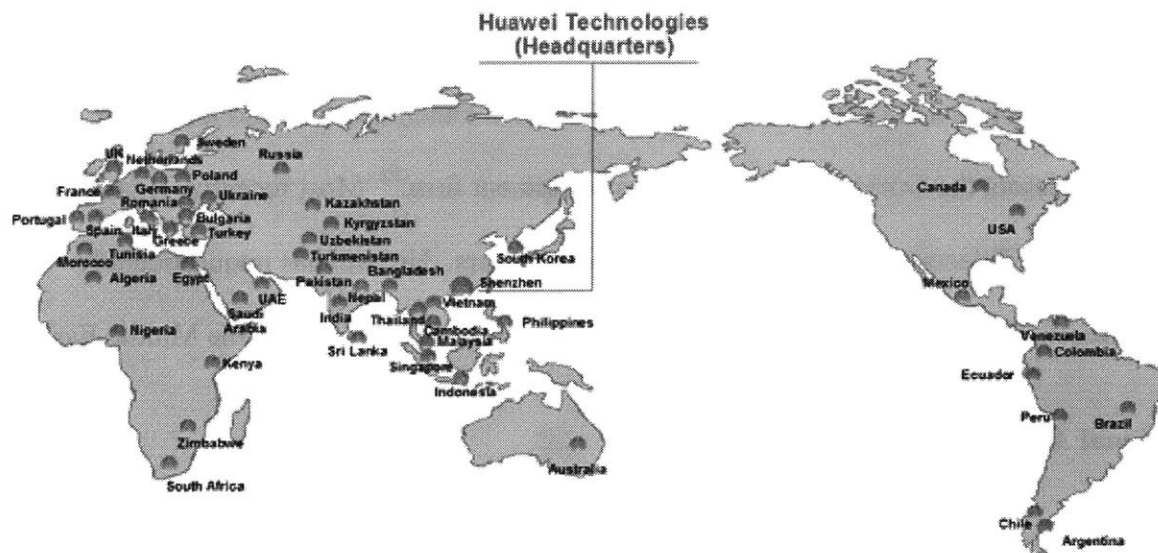 Huawei Technologies
(Headquarters)
Sweden
UK
Netherlands
Russia
Poland
Germany
France
Ukraine
Romania
Kazakhstan
Canada
Portugal
Bulgaria
Spain
Italy
Greece
Turkey
Kyrgyzstan
USA
Tunisia
Uzbekistan
South Korea
Morocco
Turkmenistan
Algeria
Egypt
Bangladesh
Pakistan
Shenzhen
Mexico
UAE
Nepal
Vietnam
Saudi
Arabia
India
Thailand
Philippines
Nigeria
Cambodia
Venezuela
Sri Lanka
Malaysia
Colombia
Kenya
Singapore
Ecuador
Indonesia
Peru
Brazil
Zimbabwe
Australia
South Africa
Chile
Argentina